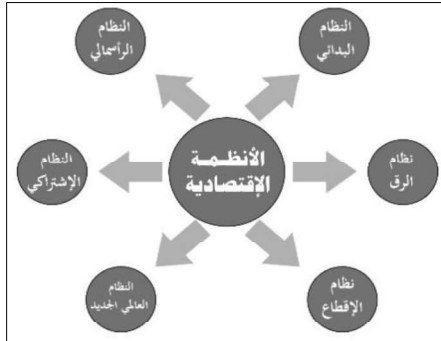 النظام
البدائي
نظام
الرق
نظام
الإقطاع
الأنظمة
الإقتصادية
النظام
الرأسمالي
النظام
الإشتراكي
النظام
العالمي الجديد